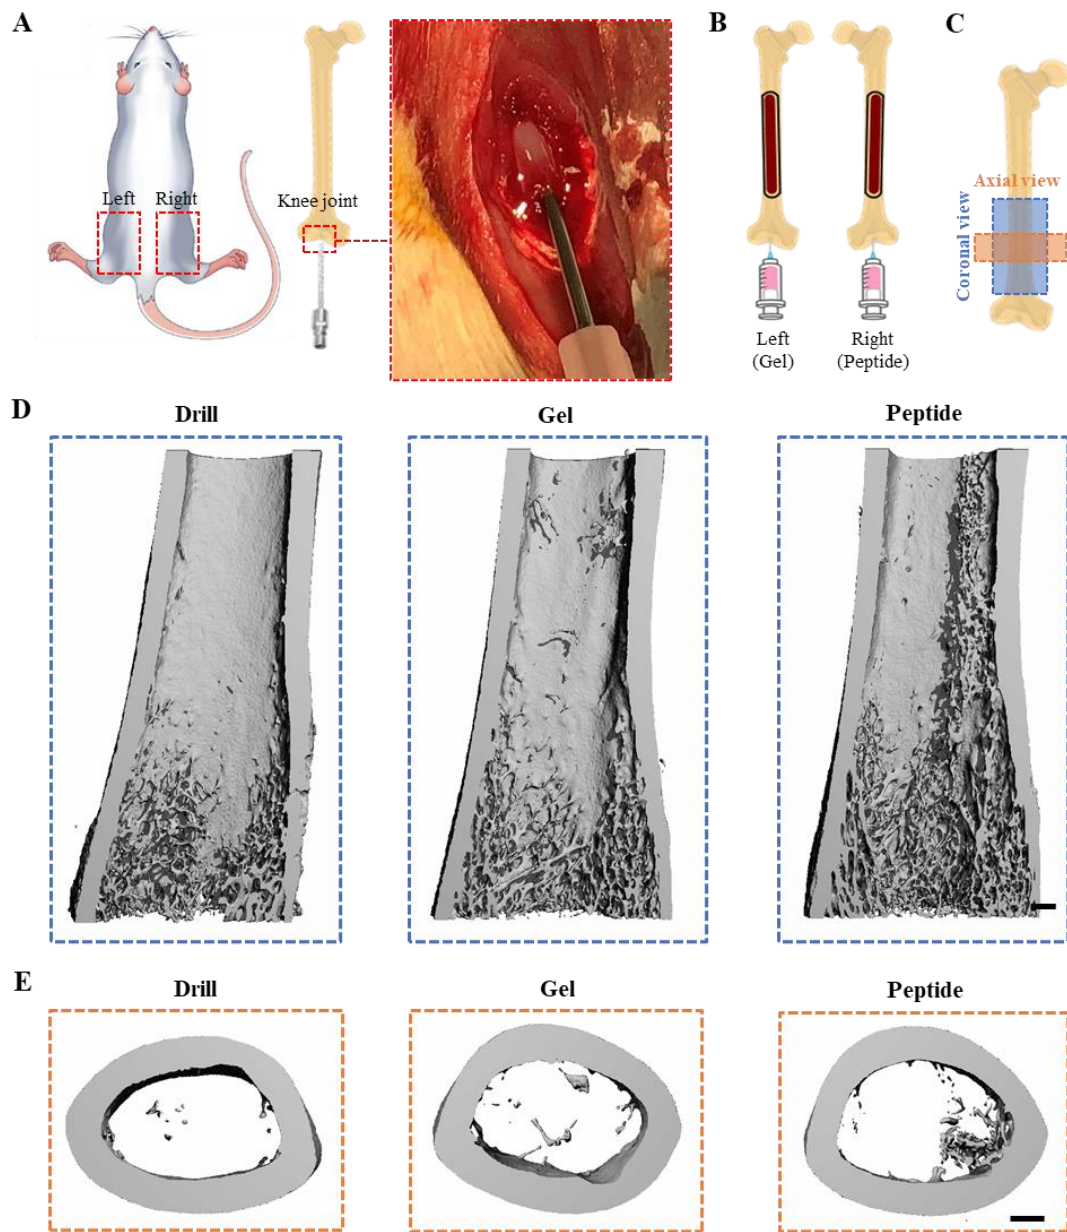 A
B
C
Left
Right
Knee joint
Axial view
Coronal view
Left
(Gel)
Right
(Peptide)
D
Drill
Gel
Peptide
E
Drill
Gel
Peptide